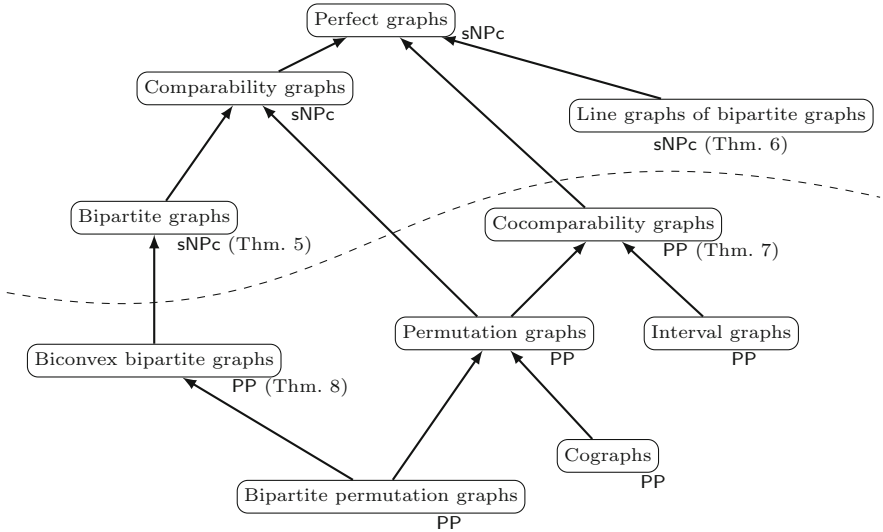 Perfect graphs
sNPc
Comparability graphs
sNPc
Line graphs of bipartite graphs
sNPc (Thm. 6)
Bipartite graphs
sNPc (Thm. 5)
Cocomparability graphs
PP (Thm. 7)
Permutation graphs
PP
Interval graphs
PP
Biconvex bipartite graphs
PP (Thm. 8)
Cographs
PP
Bipartite permutation graphs
PP